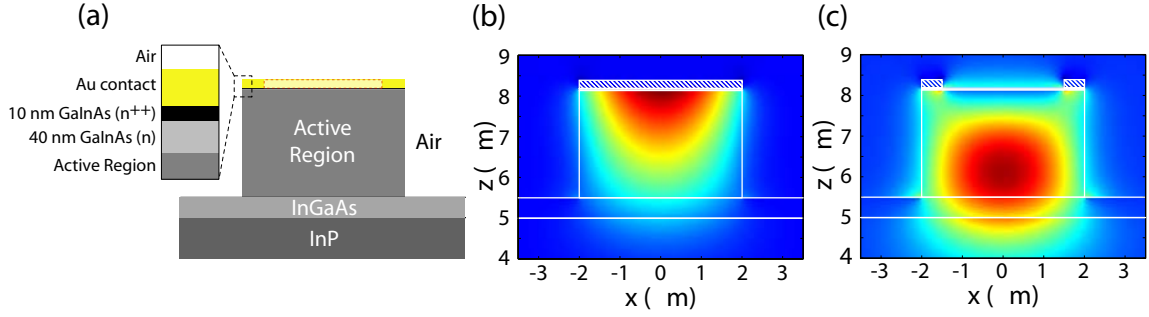 (a)
Air
Au contact
10 nm GaInAs (n++)
40 nm GaInAs (n)
Active Region
Active
Region
Air
InGaAs
InP
(b)
9
8
7
6
5
4
z ( m)
-3 -2 -1 0 1 2 3
x ( m)
(c)
9
8
7
6
5
4
z ( m)
-3 -2 -1 0 1 2 3
x ( m)